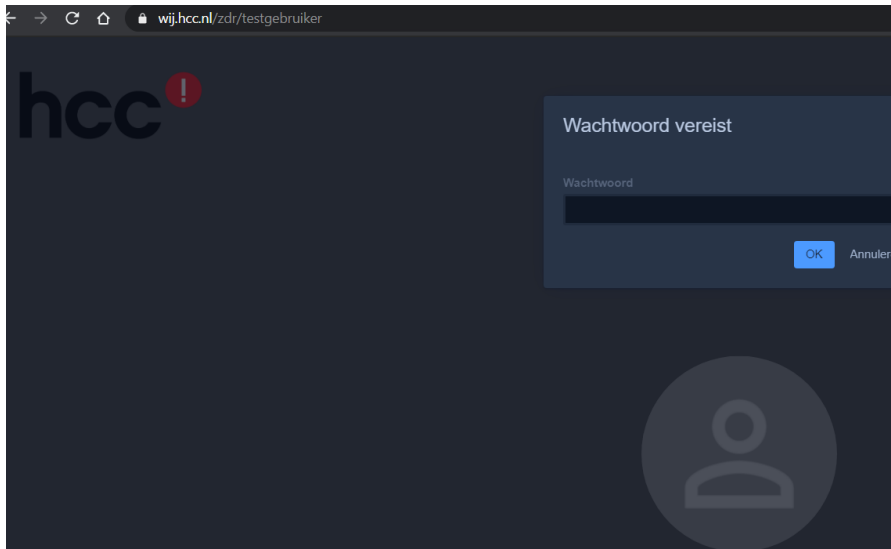 wij.hcc.nl/zdr/testgebruiker
hcc!
Wachtwoord vereist
Wachtwoord
OK Annuler